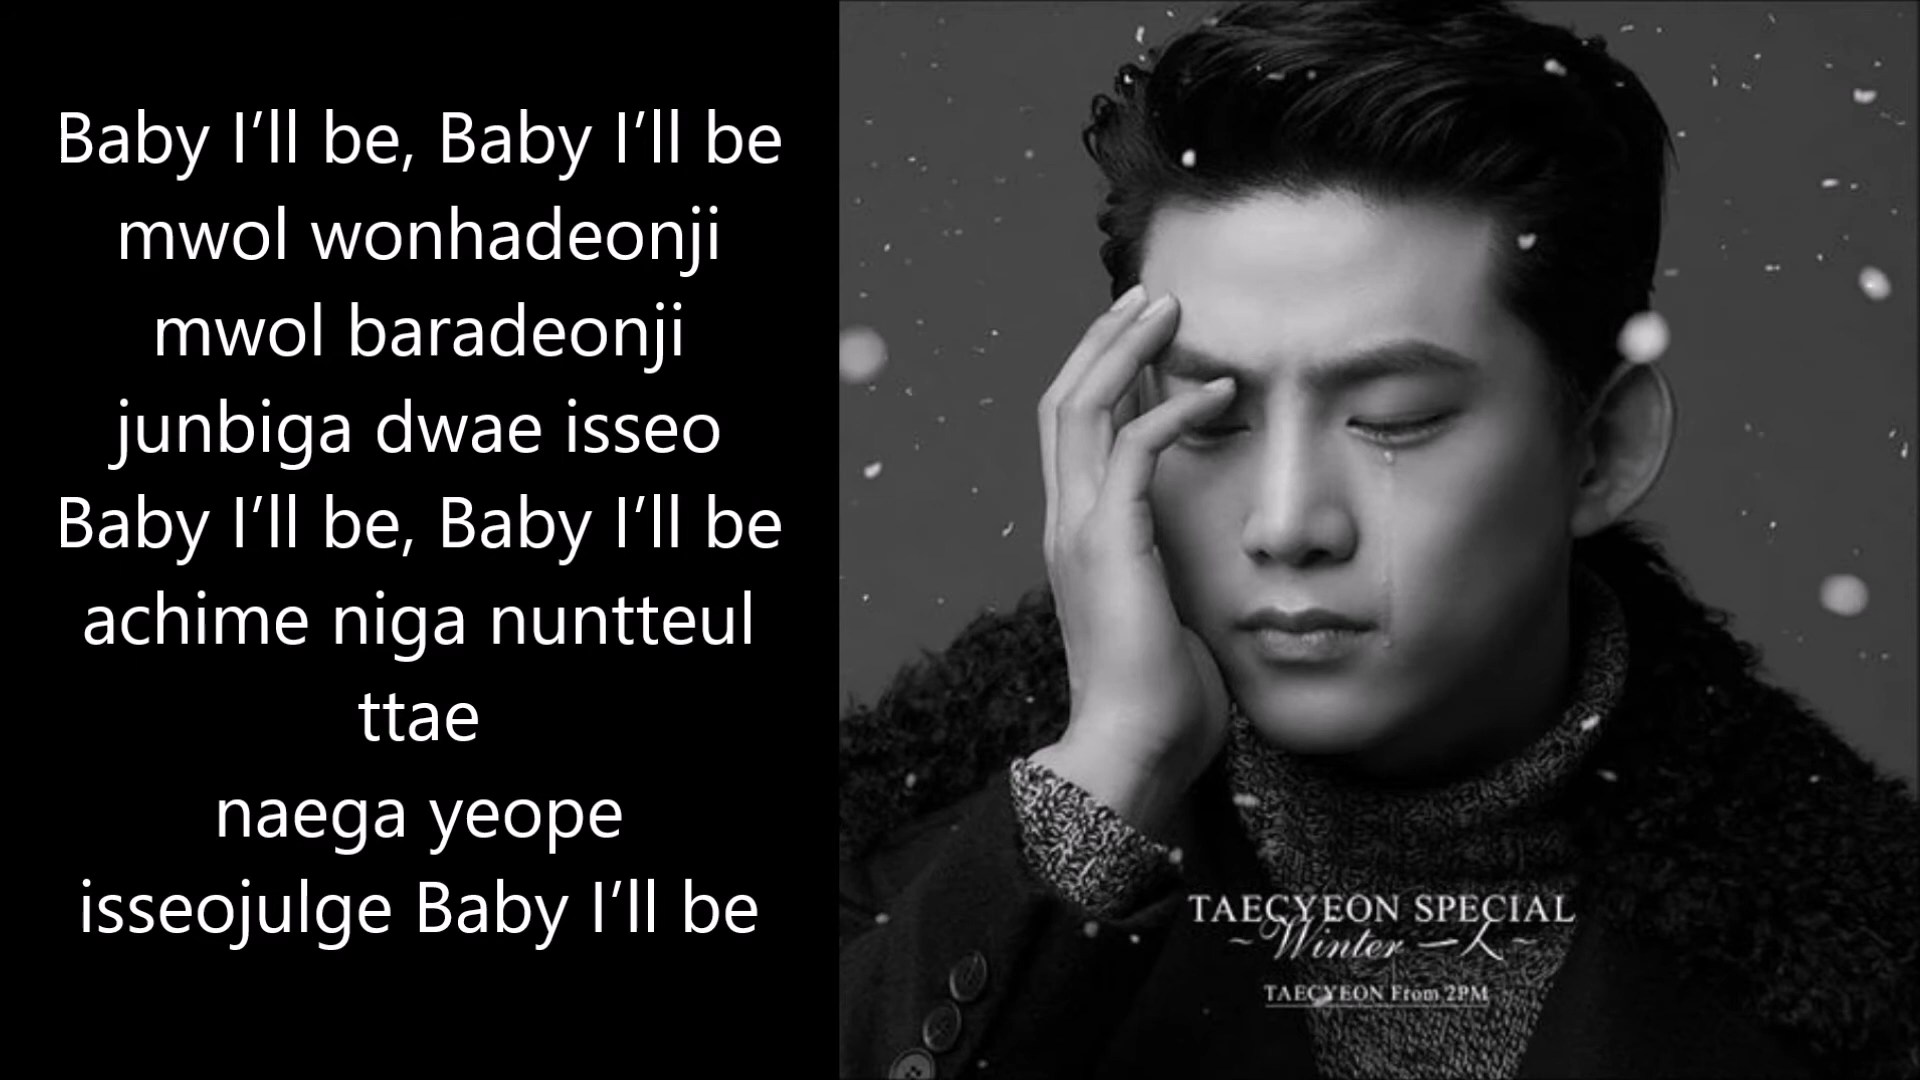 Baby I’ll be, Baby I’ll be
mwol wonhadeonji
mwol baradeonji
junbiga dwae isseo
Baby I’ll be, Baby I’ll be
achime niga nuntteul
ttae
naega yeope
isseojulge Baby I’ll be
TAECYEON SPECIAL
~Winter 一人~
TAECYEON From 2PM